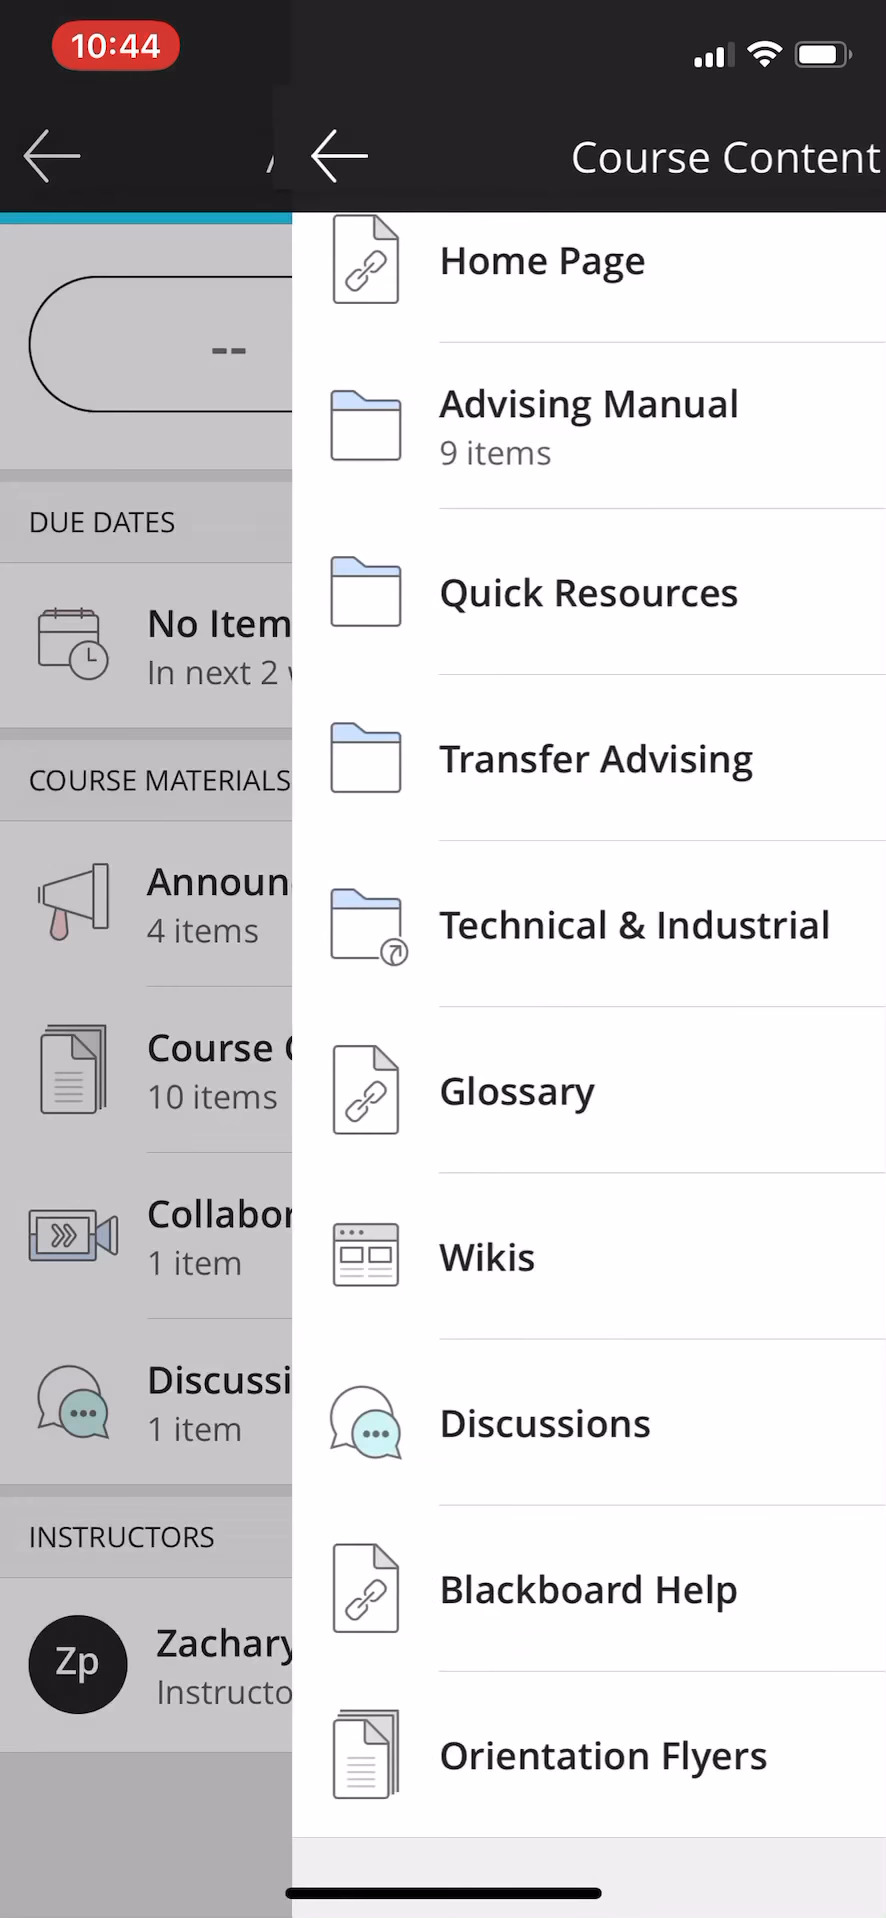 10:44
Course Content
--
DUE DATES
No Item
In next 2
COURSE MATERIALS
Announ
4 items
Course
10 items
Collabor
1 item
Discussi
1 item
INSTRUCTORS
Zp
Zachary
Instructo
Home Page
Advising Manual
9 items
Quick Resources
Transfer Advising
Technical & Industrial
Glossary
Wikis
Discussions
Blackboard Help
Orientation Flyers